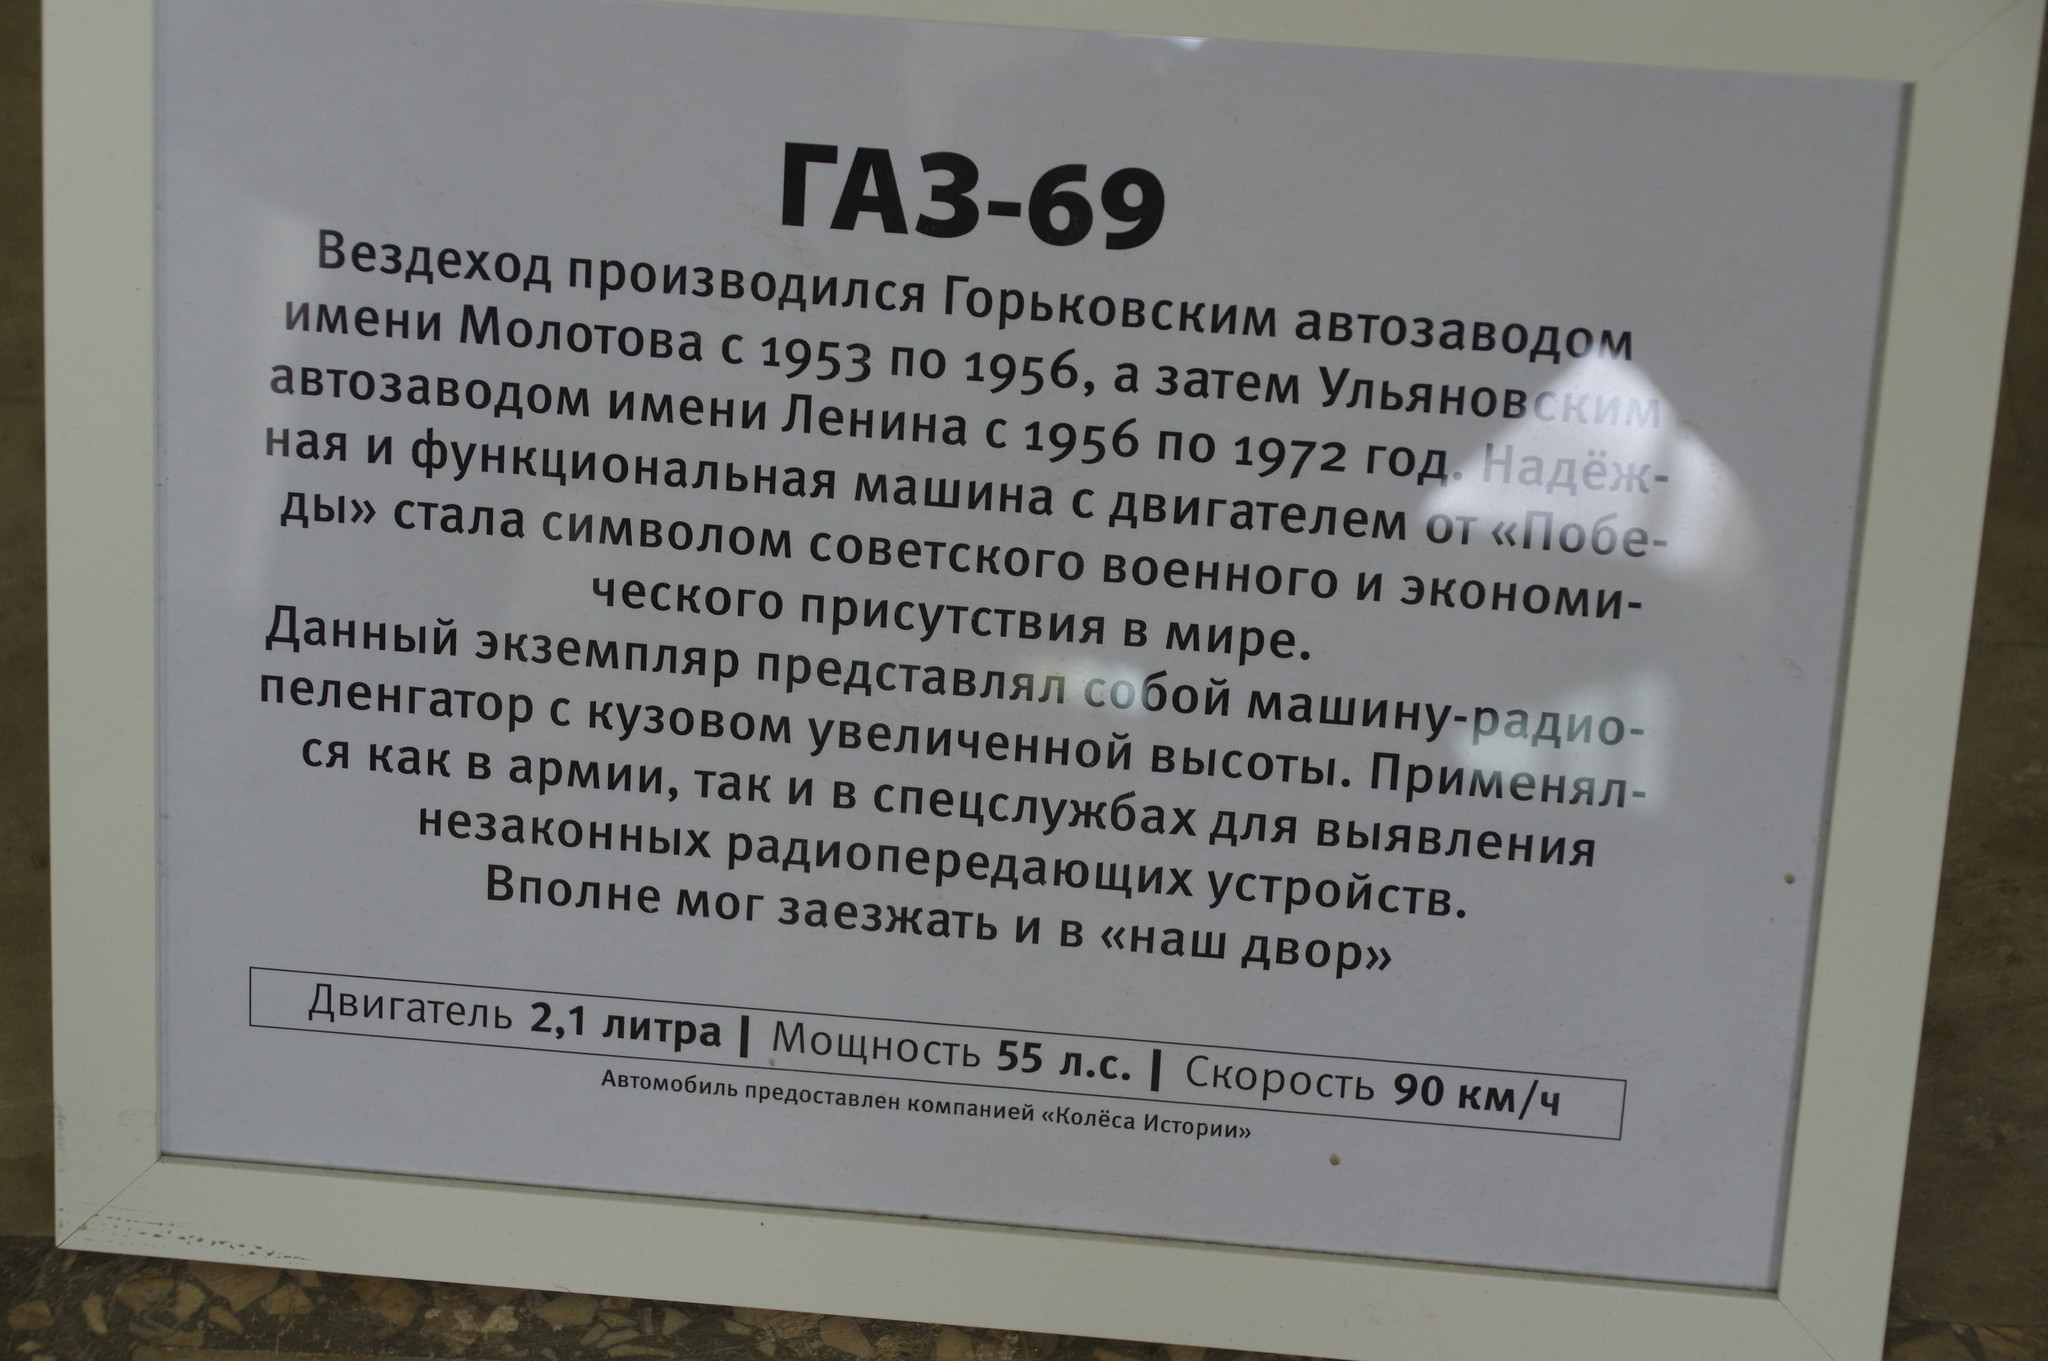 ГАЗ-69
Вездеход производился Горьковским автозаводом
имени Молотова с 1953 по 1956, а затем Ульяновским
автозаводом имени Ленина с 1956 по 1972 год. Надёж-
ная и функциональная машина с двигателем от «Побе-
ды» стала символом советского военного и экономи-
ческого присутствия в мире.
Данный экземпляр представлял собой машину-радио-
пеленгатор с кузовом увеличенной высоты. Применял-
ся как в армии, так и в спецслужбах для выявления
незаконных радиопередающих устройств.
Вполне мог заезжать и в «наш двор»
Двигатель 2,1 литра | Мощность 55 л.с. | Скорость 90 км/ч
Автомобиль предоставлен компанией «Колёса Истории»